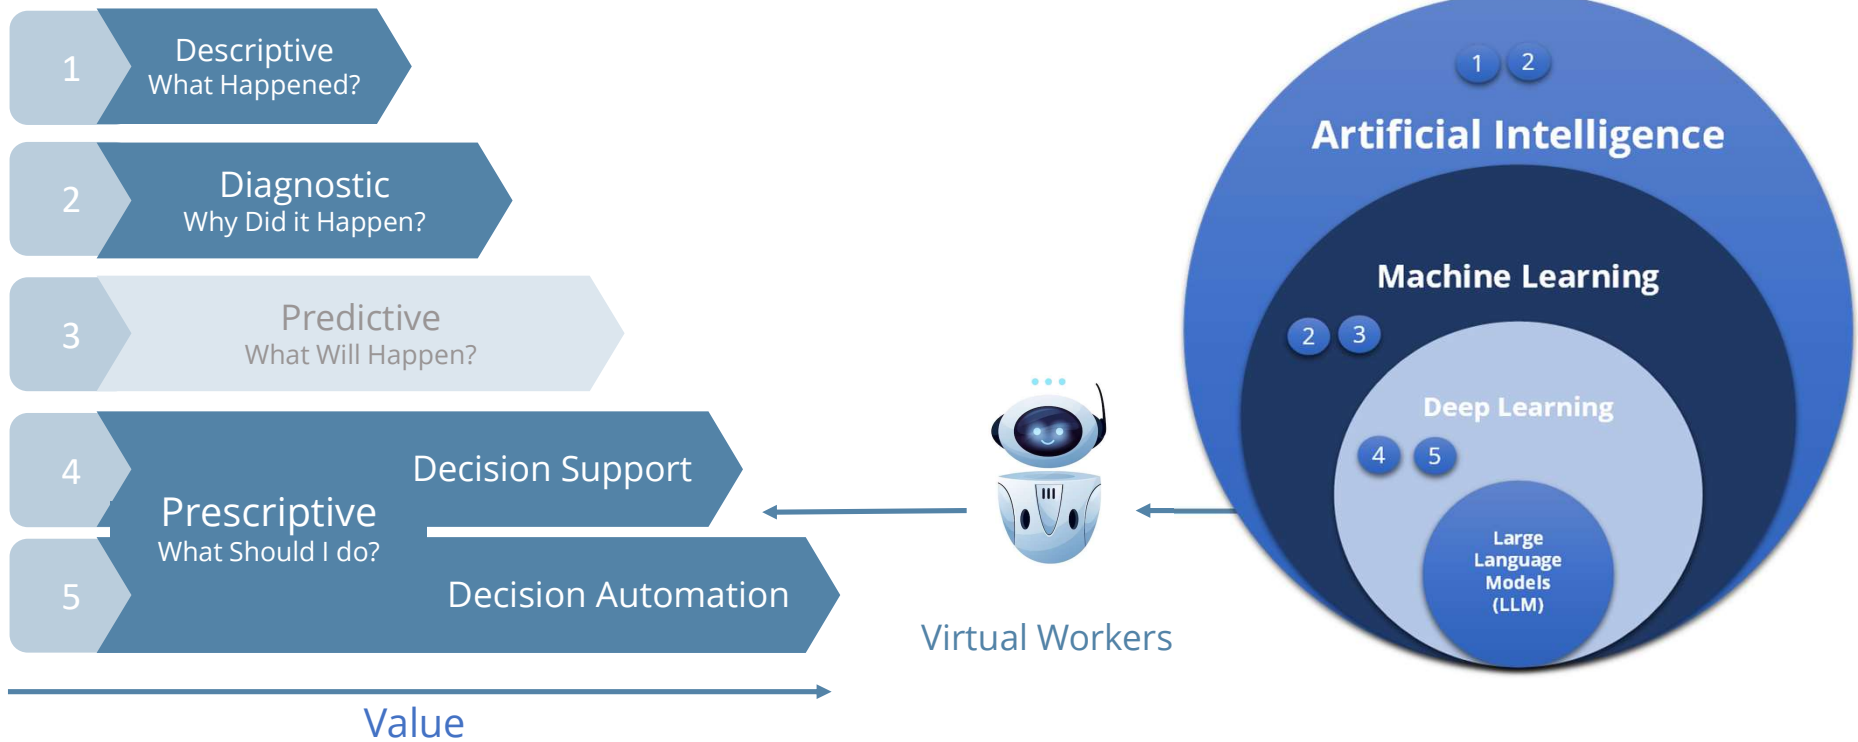 1
Descriptive
What Happened?
2
Diagnostic
Why Did it Happen?
3
Predictive
What Will Happen?
4
Decision Support
Prescriptive
What Should I do?
5
Decision Automation
Value
Virtual Workers
1 2
Artificial Intelligence
Machine Learning
2 3
Deep Learning
4 5
Large
Language
Models
(LLM)